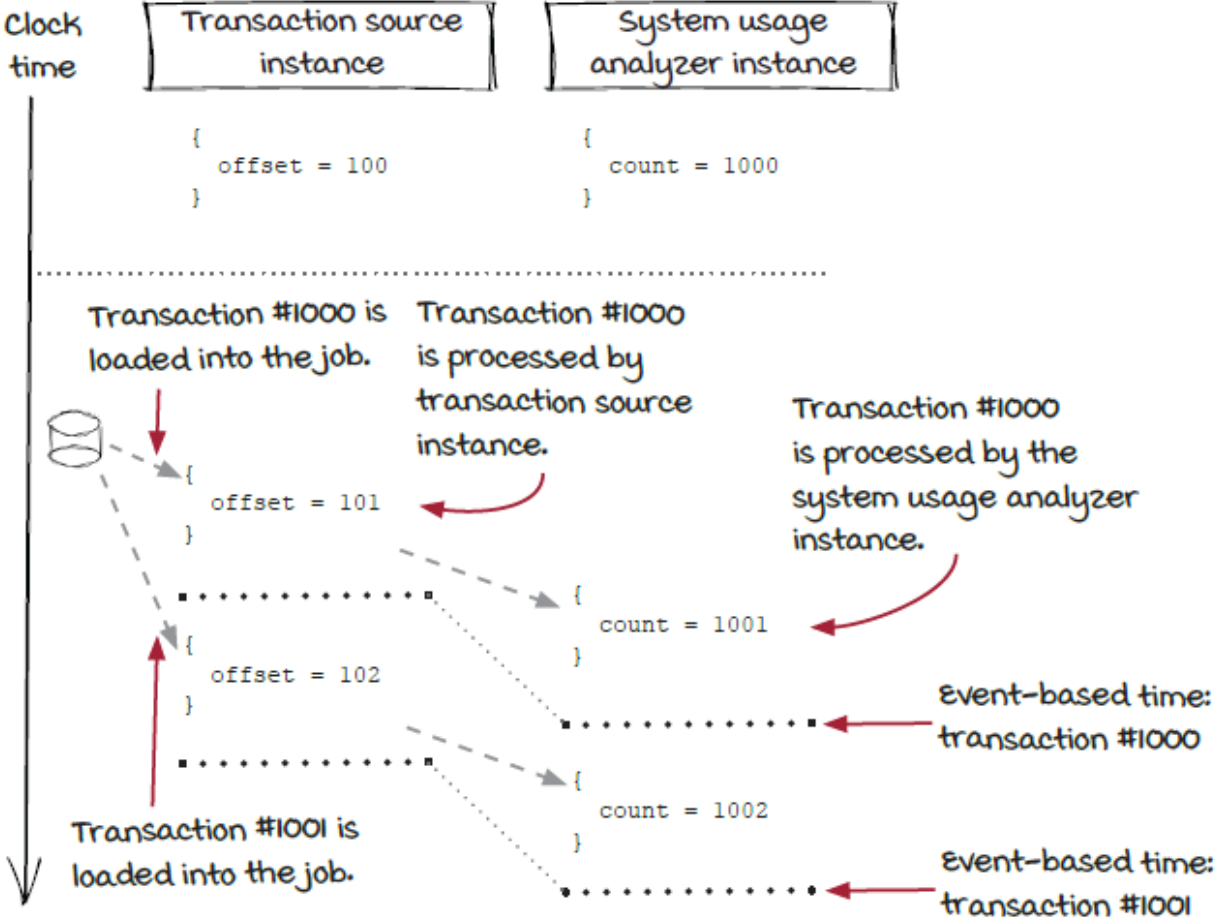 Clock
time
Transaction source
instance
System usage
analyzer instance
{
offset = 100
}
{
count = 1000
}
Transaction #1000 is
loaded into the job.
Transaction #1000
is processed by
transaction source
instance.
Transaction #1000
is processed by the
system usage analyzer
instance.
{
offset = 101
}
{
count = 1001
}
{
offset = 102
}
Event-based time:
transaction #1000
{
count = 1002
}
Transaction #1001 is
loaded into the job.
Event-based time:
transaction #1001